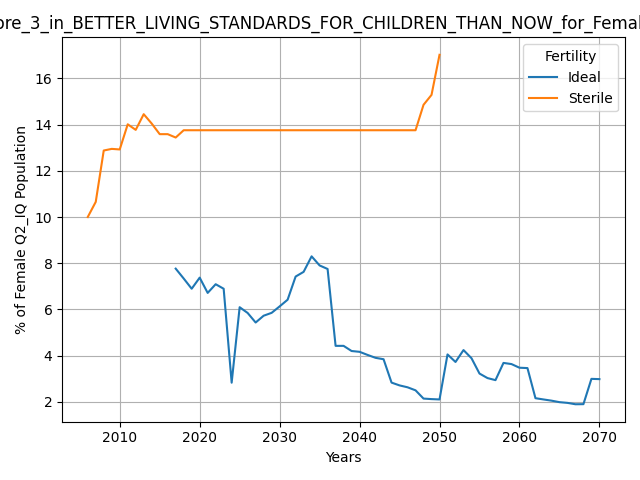 ore_3_in_BETTER_LIVING_STANDARDS_FOR_CHILDREN_THAN_NOW_for_Femal
Fertility
Ideal
Sterile
% of Female Q2_IQ Population
16
14
12
10
8
6
4
2
2010 2020 2030 2040 2050 2060 2070
Years